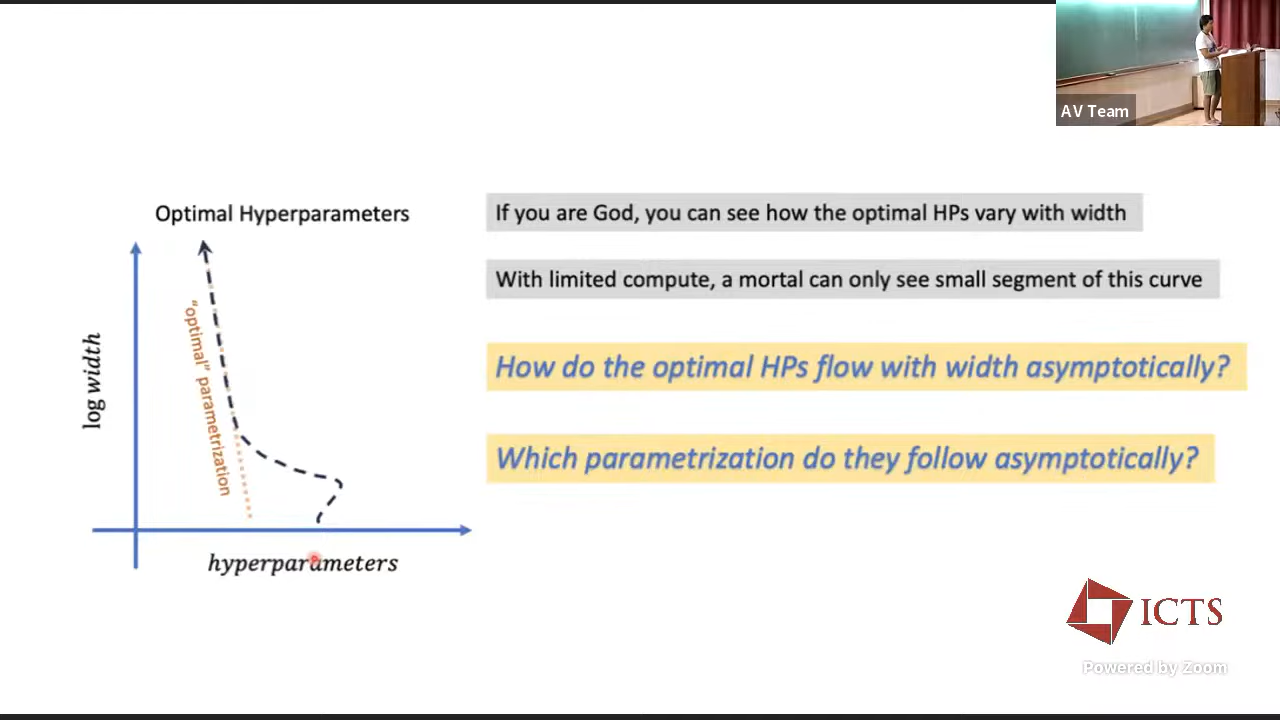 AV Team
Optimal Hyperparameters
If you are God, you can see how the optimal HPs vary with width
With limited compute, a mortal can only see small segment of this curve
"optimal" parametrization
log width
How do the optimal HPs flow with width asymptotically?
Which parametrization do they follow asymptotically?
hyperparameters
ICTS
Powered by Zoom